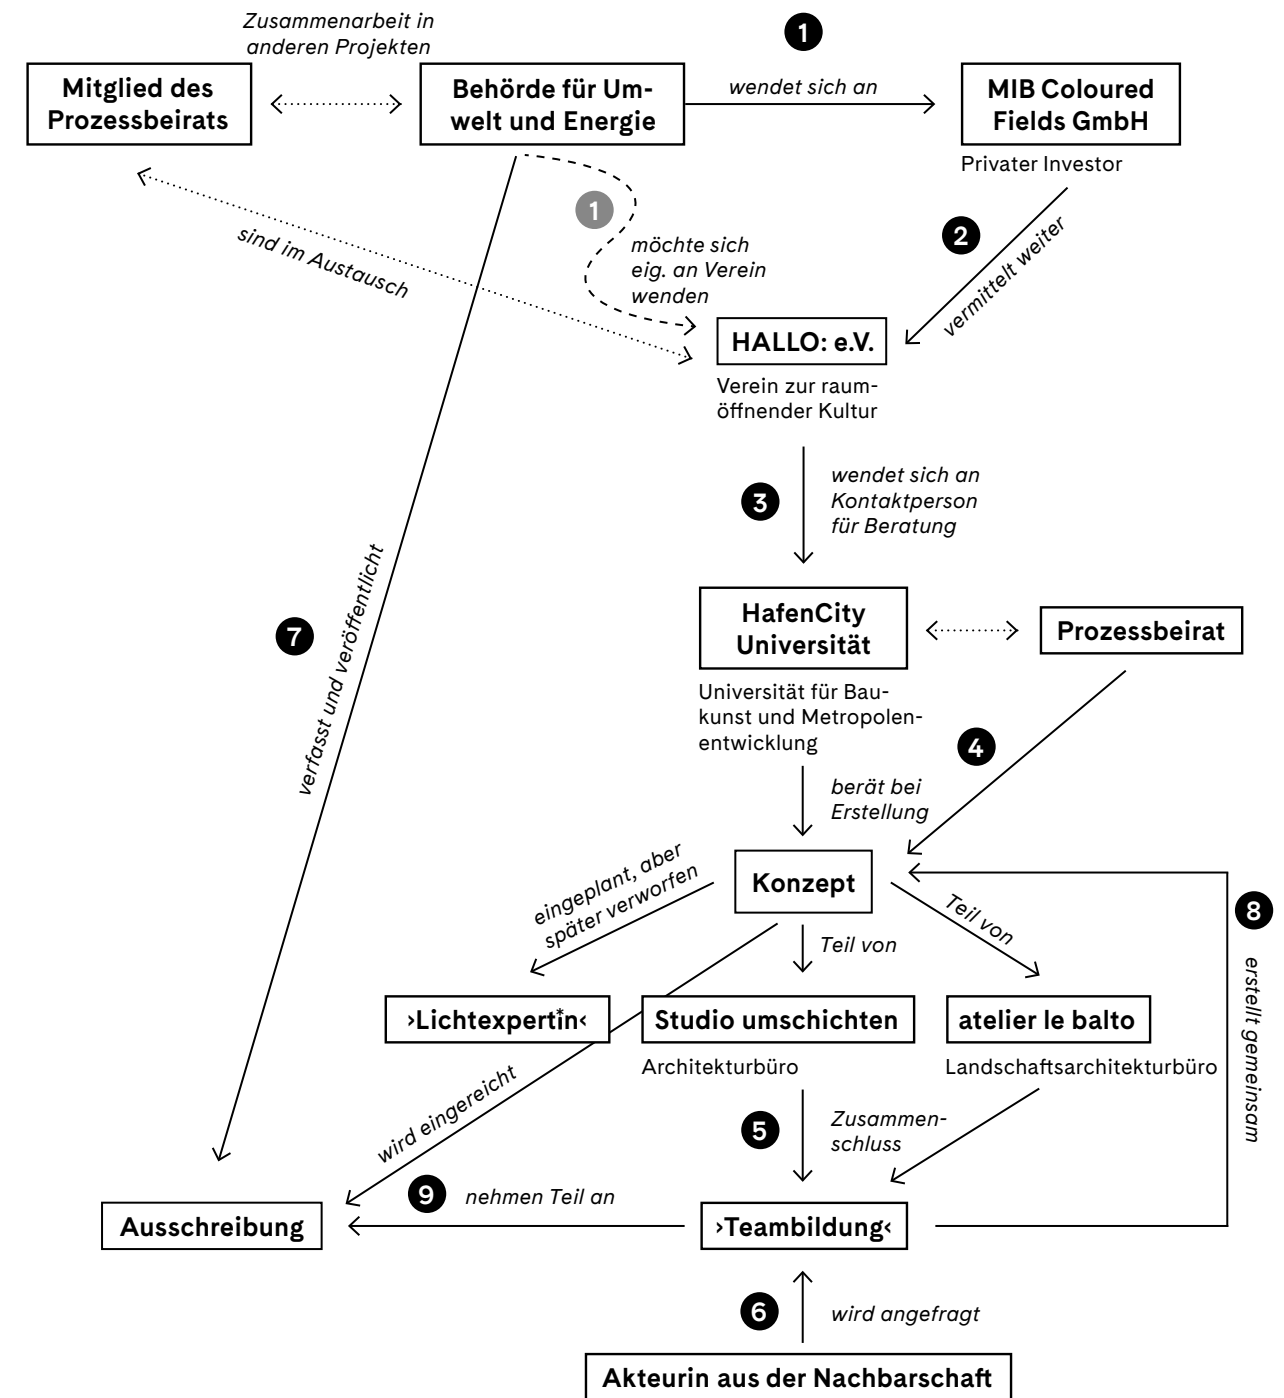 Zusammenarbeit in
anderen Projekten
1
Mitglied des
Prozessbeirats
Behörde für Um-
welt und Energie
wendet sich an
MIB Coloured
Fields GmbH
Privater Investor
1
2
sind im Austausch
möchte sich
eig. an Verein
wenden
vermittelt weiter
HALLO: e.V.
Verein zur raum-
öffnender Kultur
3
wendet sich an
Kontaktperson
für Beratung
7
verfasst und veröffentlicht
HafenCity
Universität
Prozessbeirat
Universität für Bau-
kunst und Metropolen-
entwicklung
4
berät bei
Erstellung
eingeplant, aber
später verworfen
Konzept
Teil von
Teil von
8
erstellt gemeinsam
›Lichtexpert*in‹
Studio umschichten
atelier le balto
Architekturbüro
Landschaftsarchitekturbüro
wird eingereicht
5
Zusammen-
schluss
9
nehmen Teil an
Ausschreibung
›Teambildung‹
6
wird angefragt
Akteurin aus der Nachbarschaft